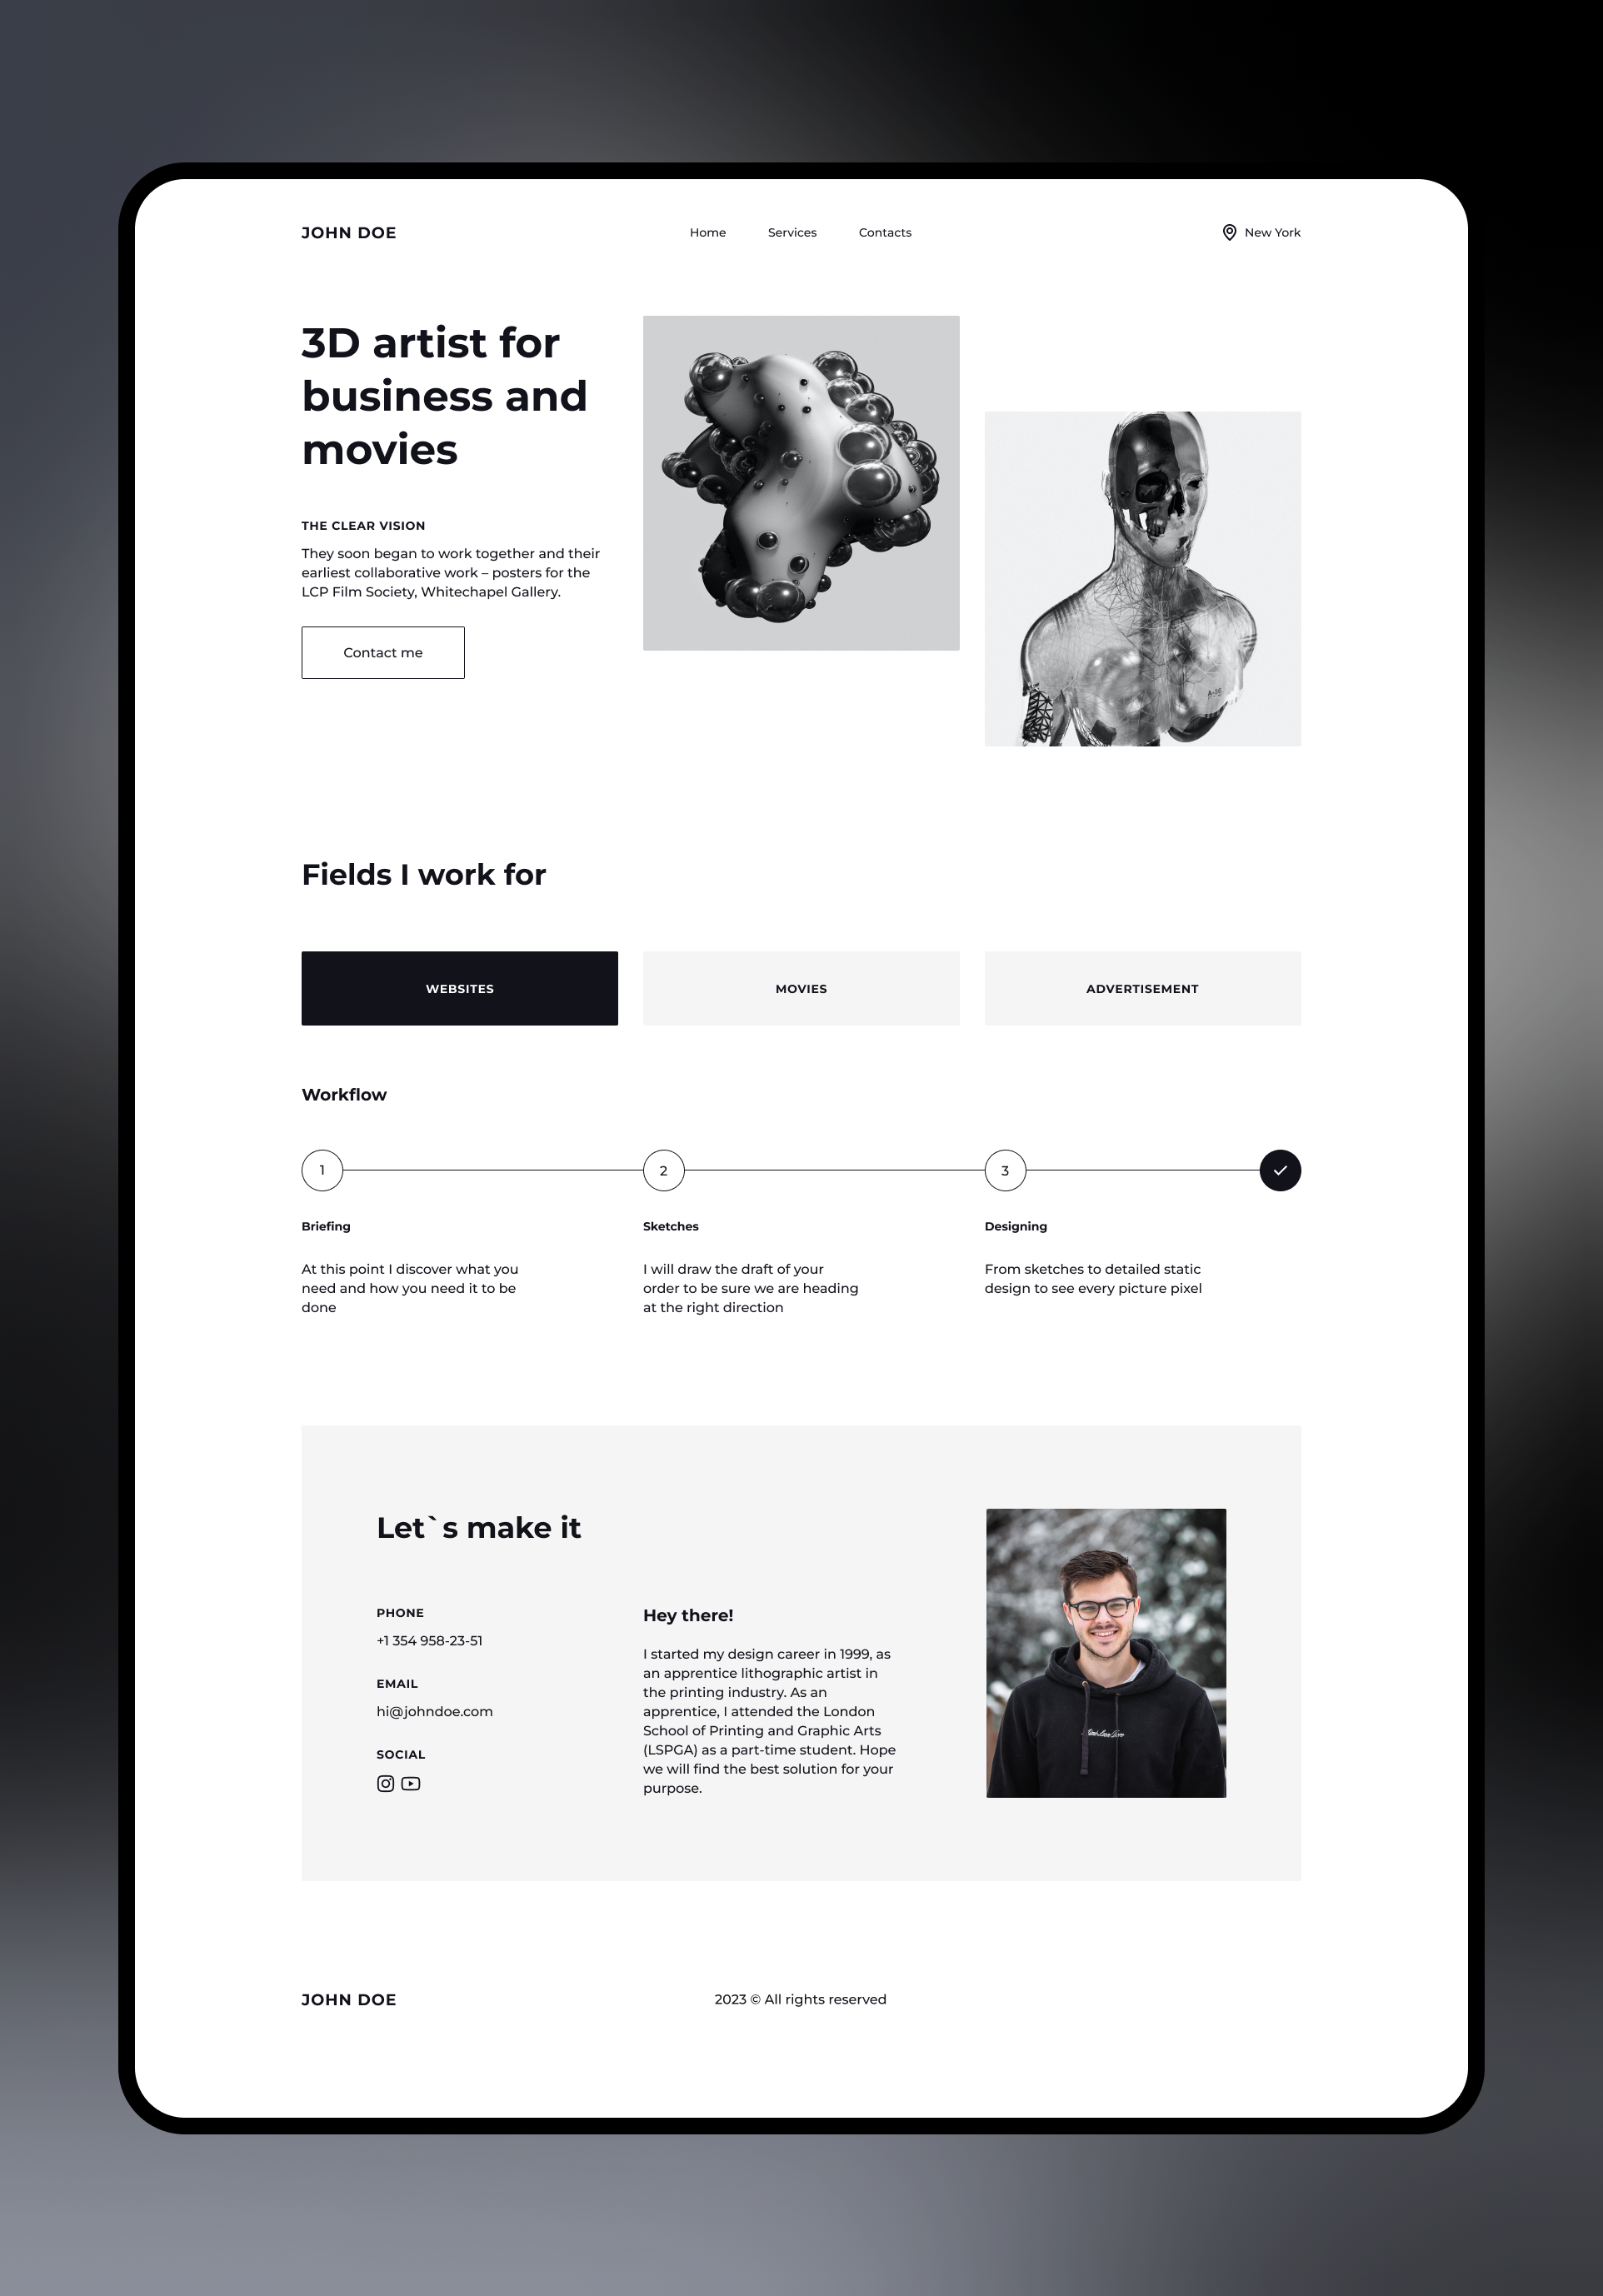 JOHN DOE
Home
Services
Contacts
New York
3D artist for
business and
movies
THE CLEAR VISION
They soon began to work together and their
earliest collaborative work – posters for the
LCP Film Society, Whitechapel Gallery.
Contact me
A-56
Fields I work for
WEBSITES
MOVIES
ADVERTISEMENT
Workflow
1
2
3
Briefing
At this point I discover what you
need and how you need it to be
done
Sketches
I will draw the draft of your
order to be sure we are heading
at the right direction
Designing
From sketches to detailed static
design to see every picture pixel
Let`s make it
PHONE
+1 354 958-23-51
EMAIL
hi@johndoe.com
SOCIAL
Hey there!
I started my design career in 1999, as
an apprentice lithographic artist in
the printing industry. As an
apprentice, I attended the London
School of Printing and Graphic Arts
(LSPGA) as a part-time student. Hope
we will find the best solution for your
purpose.
JOHN DOE
2023 © All rights reserved